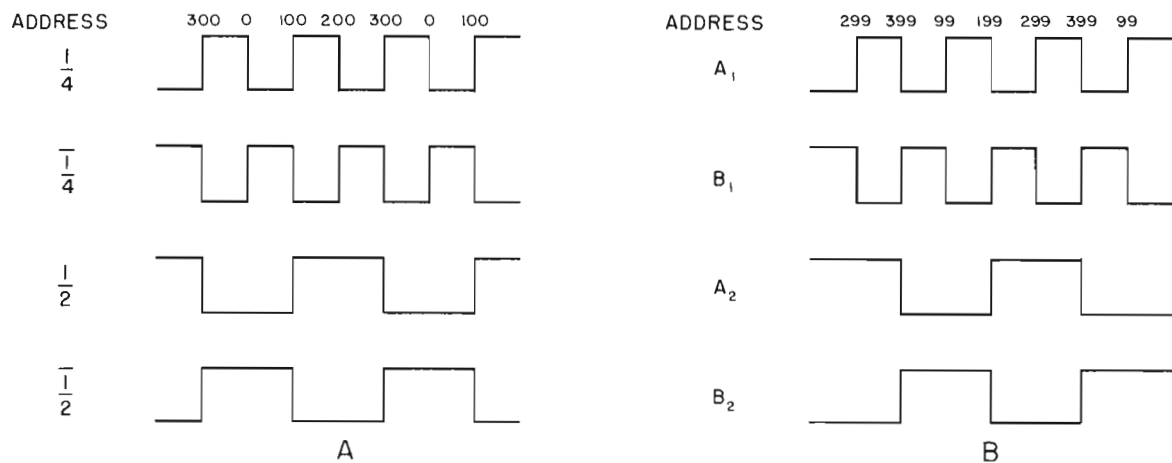 ADDRESS 300 0 100 200 300 0 100
1/4
1̅/4
1/2
1̅/2
A
ADDRESS 299 399 99 199 299 399 99
A₁
B₁
A₂
B₂
B